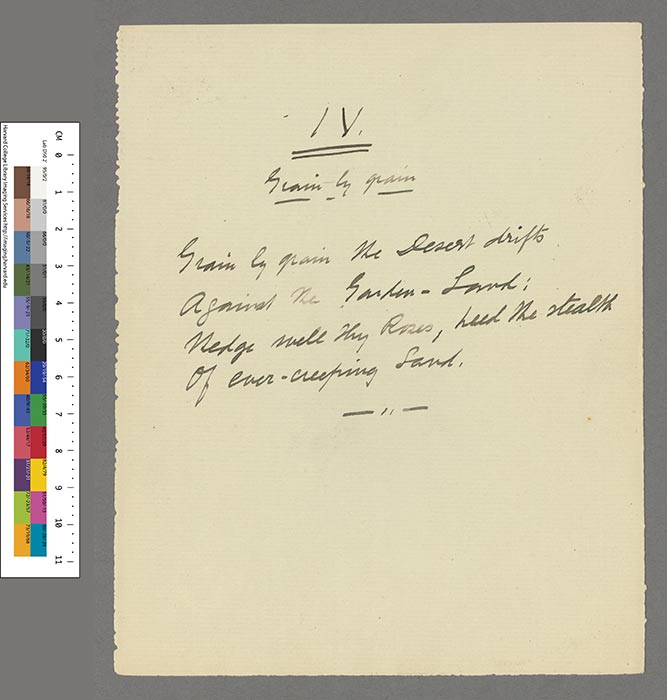 IV.
Grain by grain
Grain by grain the Desert drifts
Against the Garden-Land;
Hedge well thy Roses, heed the stealth
Of ever-creeping Sand.
CM 0 1 2 3 4 5 6 7 8 9 10 11
Harvard College Library Imaging Services http://imaging.harvard.edu